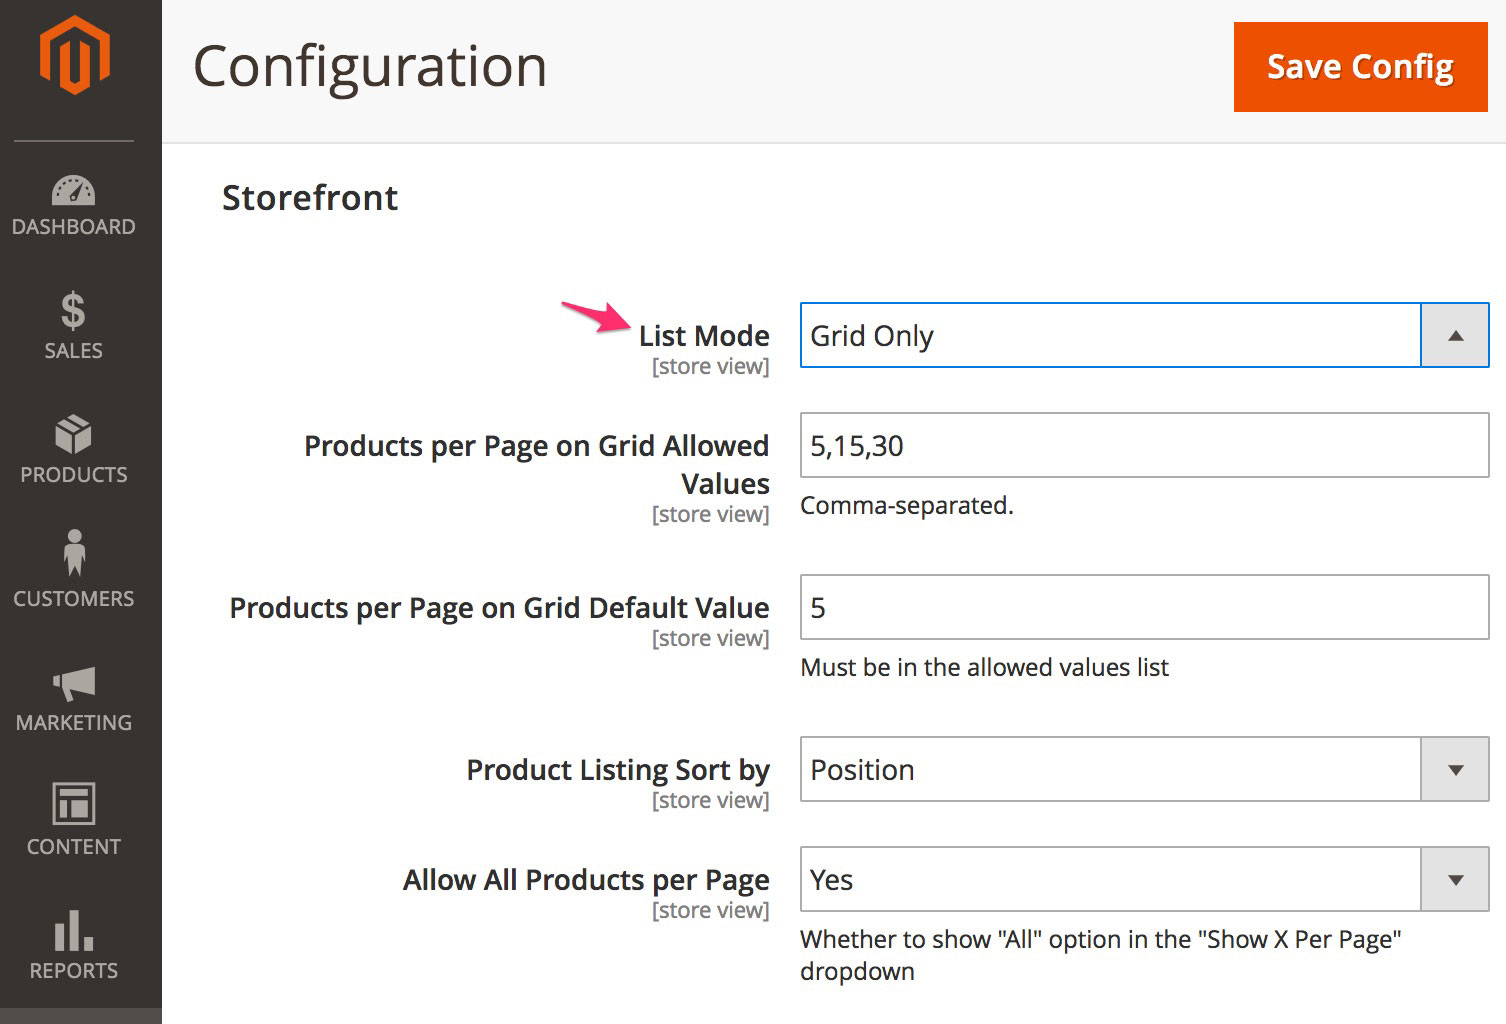 Configuration
Save Config
DASHBOARD
SALES
PRODUCTS
CUSTOMERS
MARKETING
CONTENT
REPORTS
Storefront
List Mode
[store view]
Grid Only
Products per Page on Grid Allowed
Values
[store view]
5,15,30
Comma-separated.
Products per Page on Grid Default Value
[store view]
5
Must be in the allowed values list
Product Listing Sort by
[store view]
Position
Allow All Products per Page
[store view]
Yes
Whether to show "All" option in the "Show X Per Page"
dropdown